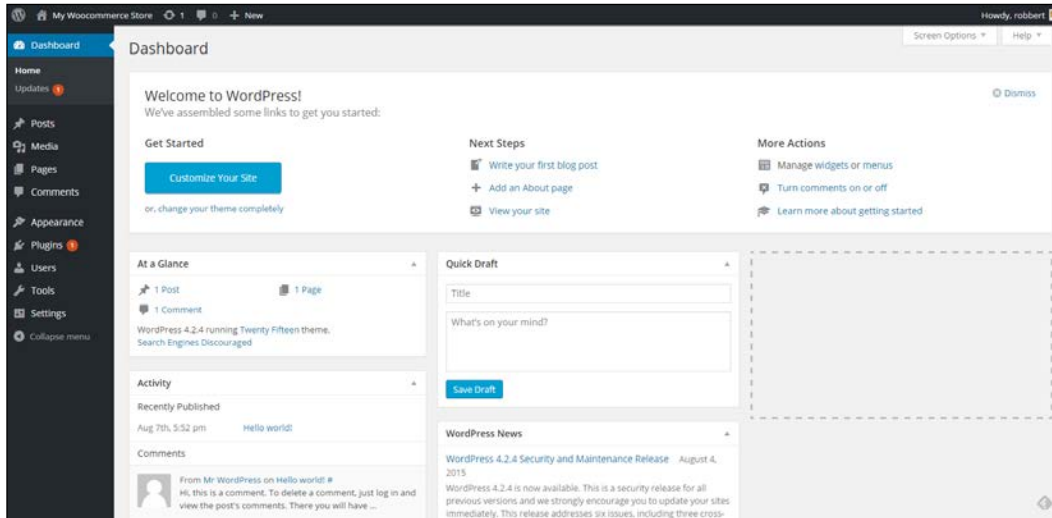 My Woocommerce Store 1 0 + New
Howdy, robbert
Screen Options Help
Dashboard
Home
Updates 1
Posts
Media
Pages
Comments
Appearance
Plugins 1
Users
Tools
Settings
Collapse menu
Dashboard
Welcome to WordPress!
We've assembled some links to get you started:
Dismiss
Get Started
Customize Your Site
or, change your theme completely
Next Steps
Write your first blog post
Add an About page
View your site
More Actions
Manage widgets or menus
Turn comments on or off
Learn more about getting started
At a Glance
1 Post 1 Page
1 Comment
WordPress 4.2.4 running Twenty Fifteen theme.
Search Engines Discouraged
Activity
Recently Published
Aug 7th, 5:52 pm Hello world!
Comments
From Mr WordPress on Hello world! #
Hi, this is a comment. To delete a comment, just log in and
view the post's comments. There you will have ...
Quick Draft
Title
What's on your mind?
Save Draft
WordPress News
WordPress 4.2.4 Security and Maintenance Release August 4,
2015
WordPress 4.2.4 is now available. This is a security release for all
previous versions and we strongly encourage you to update your sites
immediately. This release addresses six issues, including three cross-